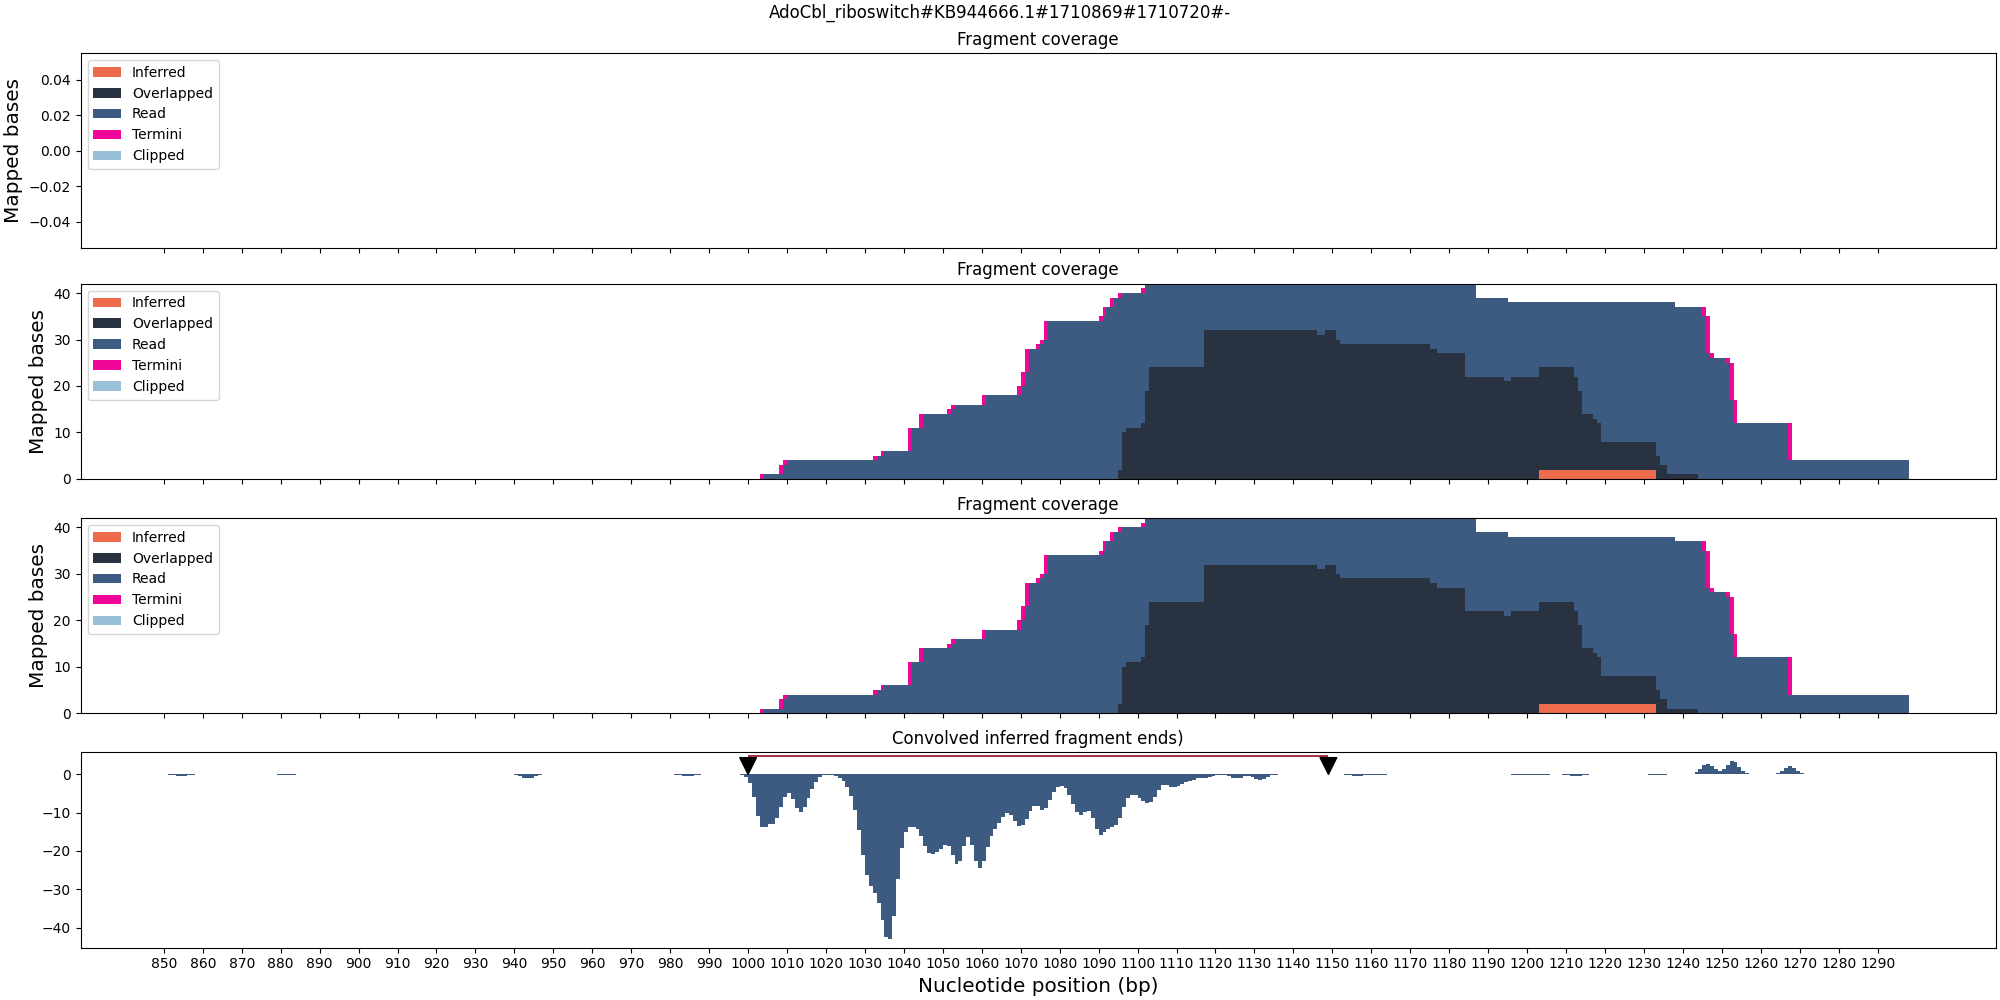 AdoCbl_riboswitch#KB944666.1#1710869#1710720#-
Fragment coverage
Mapped bases
0.04
0.02
0.00
−0.02
−0.04
Inferred
Overlapped
Read
Termini
Clipped
Fragment coverage
Mapped bases
40
30
20
10
0
Inferred
Overlapped
Read
Termini
Clipped
Fragment coverage
Mapped bases
40
30
20
10
0
Inferred
Overlapped
Read
Termini
Clipped
Convolved inferred fragment ends)
0
−10
−20
−30
−40
850 860 870 880 890 900 910 920 930 940 950 960 970 980 990 1000 1010 1020 1030 1040 1050 1060 1070 1080 1090 1100 1110 1120 1130 1140 1150 1160 1170 1180 1190 1200 1210 1220 1230 1240 1250 1260 1270 1280 1290
Nucleotide position (bp)